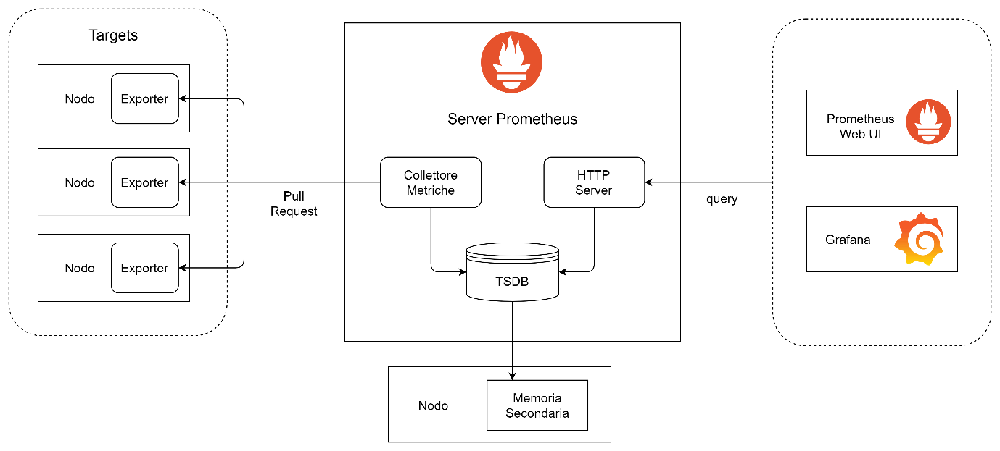 Targets
Nodo
Exporter
Nodo
Exporter
Nodo
Exporter
Pull
Request
Server Prometheus
Collettore
Metriche
HTTP
Server
TSDB
query
Prometheus
Web UI
Grafana
Nodo
Memoria
Secondaria